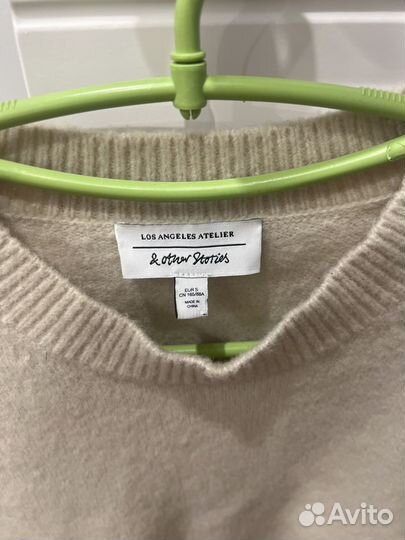 LOS ANGELES ATELIER
& other Stories
EUR S
CN 165/88A
MADE IN
CHINA
Avito